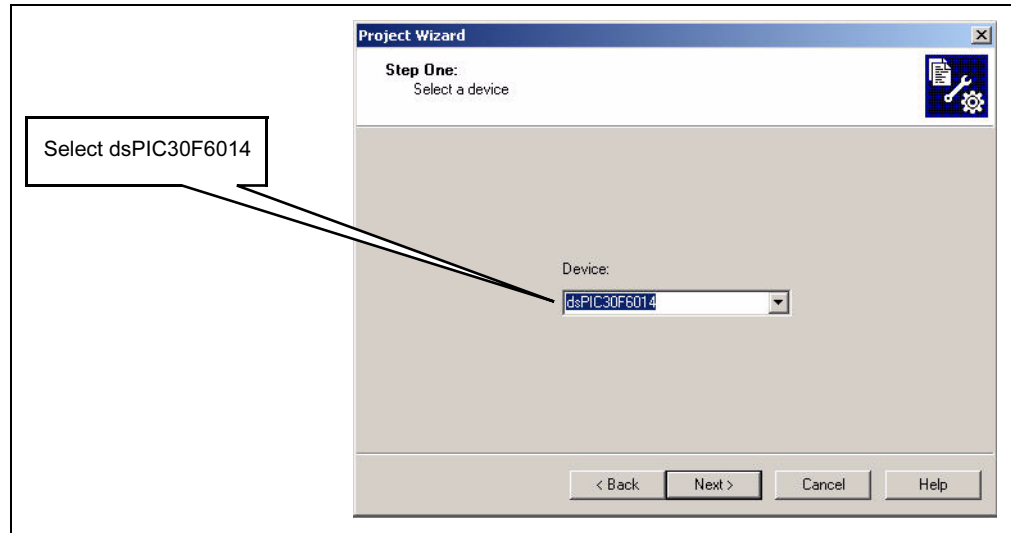 Project Wizard
Step One:
Select a device
Select dsPIC30F6014
Device:
dsPIC30F6014
< Back
Next >
Cancel
Help